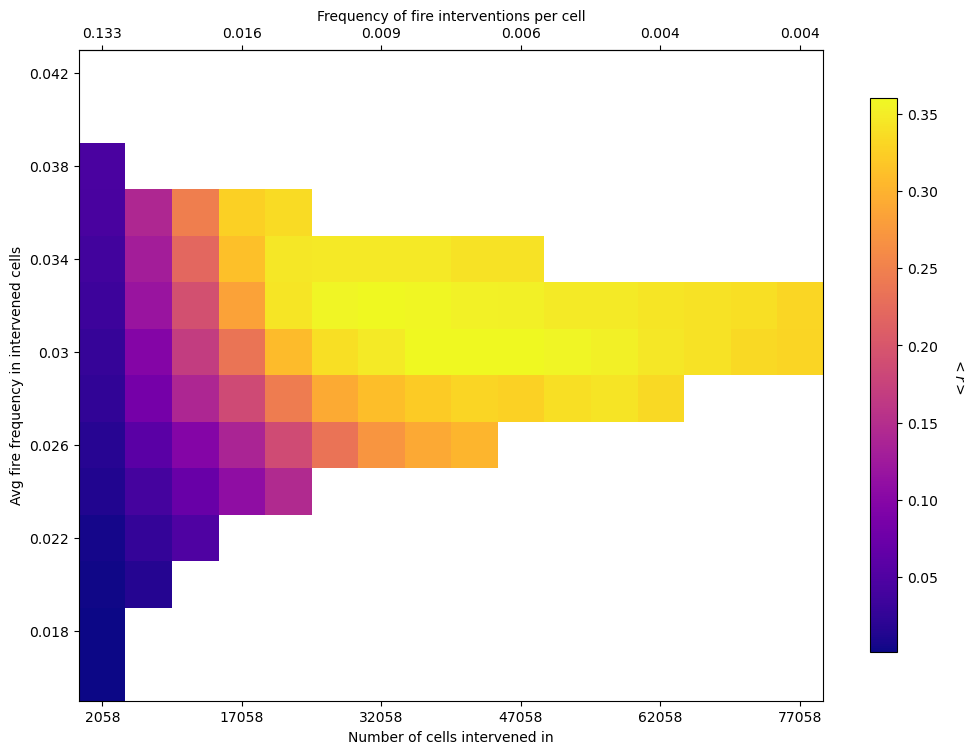 Frequency of fire interventions per cell
0.133 0.016 0.009 0.006 0.004 0.004
0.042
0.038
0.034
0.03
0.026
0.022
0.018
Avg fire frequency in intervened cells
2058 17058 32058 47058 62058 77058
Number of cells intervened in
0.35
0.30
0.25
0.20
0.15
0.10
0.05
< r >